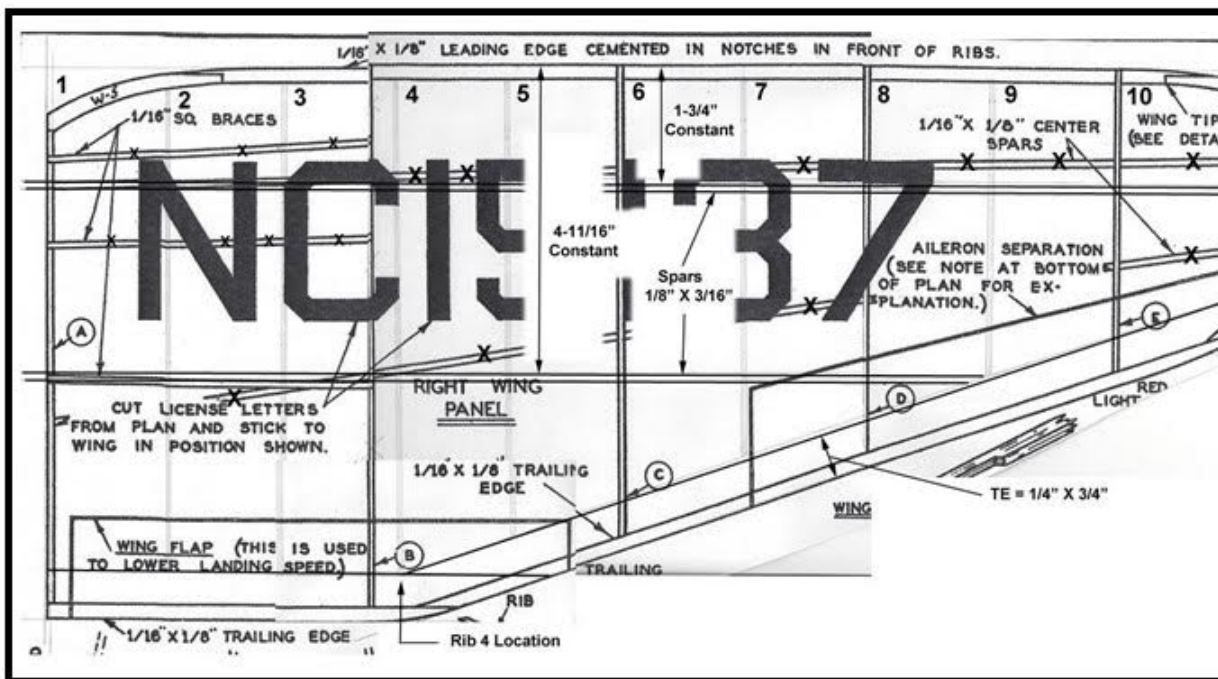 1/16" X 1/8" LEADING EDGE CEMENTED IN NOTCHES IN FRONT OF RIBS.
1
2
3
4
5
6
7
8
9
10
W-5
1/16" SQ. BRACES
1-3/4"
Constant
1/16" X 1/8" CENTER
SPARS
WING TIP
(SEE DETA
X X X X X X X X X
NC19 37
4-11/16"
Constant
Spars
1/8" X 3/16"
AILERON SEPARATION
(SEE NOTE AT BOTTOM
OF PLAN FOR EX-
PLANATION.)
X X X X X X X
A
E
RIGHT WING
PANEL
CUT LICENSE LETTERS
FROM PLAN AND STICK TO
WING IN POSITION SHOWN.
RED
LIGHT
D
1/16" X 1/8" TRAILING
EDGE
C
TE = 1/4" X 3/4"
WING
WING FLAP (THIS IS USED
TO LOWER LANDING SPEED.)
B
TRAILING
RIB
1/16" X 1/8" TRAILING EDGE
Rib 4 Location